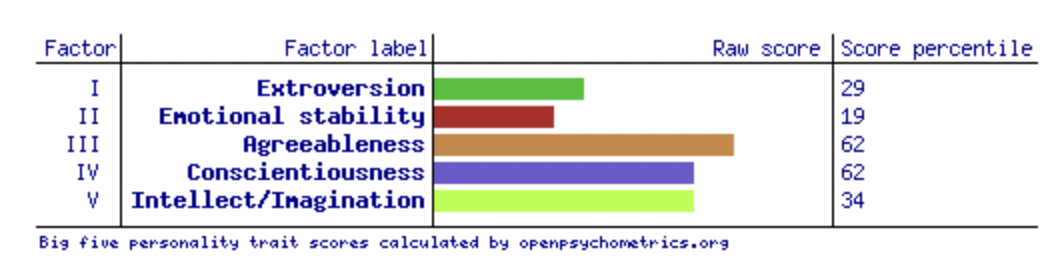 Factor Factor label Raw score Score percentile
I Extroversion 29
II Emotional stability 19
III Agreeableness 62
IV Conscientiousness 62
V Intellect/Imagination 34
Big five personality trait scores calculated by openpsychometrics.org